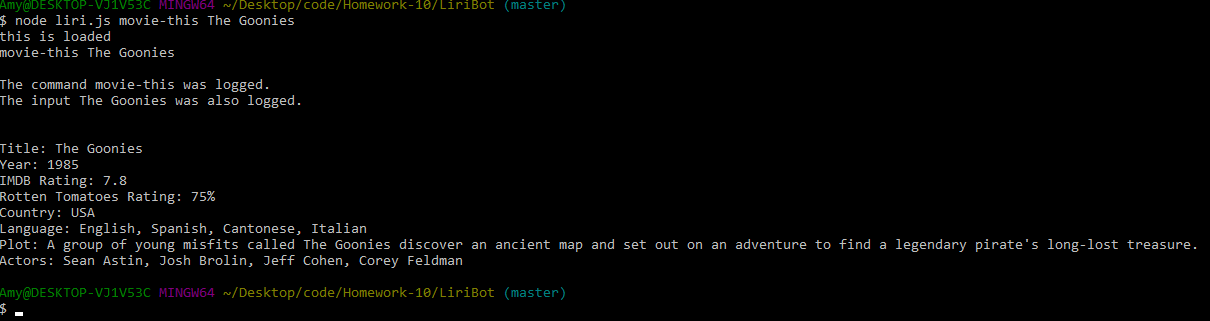 Amy@DESKTOP-VJ1V53C MINGW64 ~/Desktop/code/Homework-10/LiriBot (master)
$ node liri.js movie-this The Goonies
this is loaded
movie-this The Goonies
The command movie-this was logged.
The input The Goonies was also logged.
Title: The Goonies
Year: 1985
IMDB Rating: 7.8
Rotten Tomatoes Rating: 75%
Country: USA
Language: English, Spanish, Cantonese, Italian
Plot: A group of young misfits called The Goonies discover an ancient map and set out on an adventure to find a legendary pirate's long-lost treasure.
Actors: Sean Astin, Josh Brolin, Jeff Cohen, Corey Feldman
Amy@DESKTOP-VJ1V53C MINGW64 ~/Desktop/code/Homework-10/LiriBot (master)
$